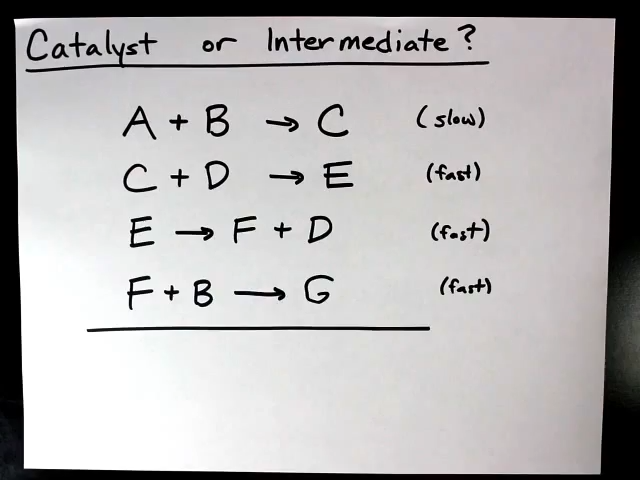 Catalyst or Intermediate?
A + B → C (slow)
C + D → E (fast)
E → F + D (fast)
F + B → G (fast)